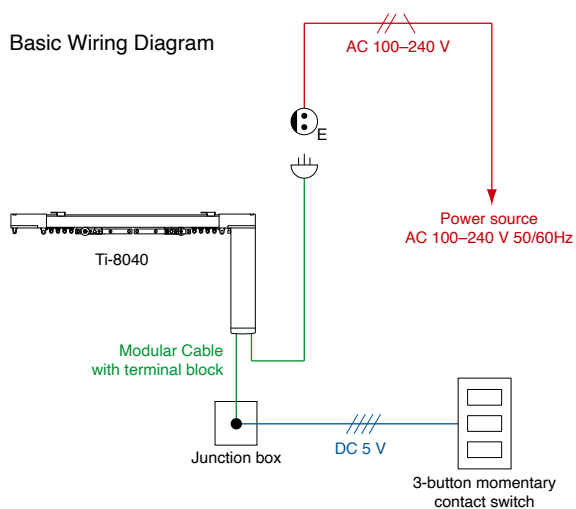 Basic Wiring Diagram
AC 100–240 V
E
Power source
AC 100–240 V 50/60Hz
Ti-8040
Modular Cable
with terminal block
Junction box
DC 5 V
3-button momentary
contact switch